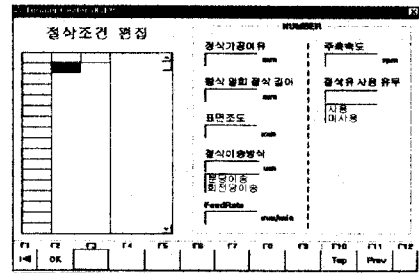 절삭조건 편집
NUMBER
정삭가공여유
mm
주축속도
rpm
황삭 일회 절삭 깊이
mm
절삭유 사용 유무
사용
미사용
표면조도
절삭이송방식
분당이송
회전당이송
FeedRate
mm/min
F1 F2 F3 F4 F5 F6 F7 F8 F9 F10 F11 F12
OK Top Prev